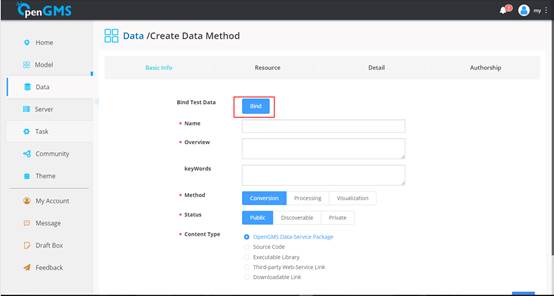 OpenGMS
my
Home
Model
Data
Server
Task
Community
Theme
My Account
Message
Draft Box
Feedback
Data /Create Data Method
Basic Info Resource Detail Authorship
Bind Test Data Bind
* Name
* Overview
keyWords
* Method Conversion Processing Visualization
* Status Public Discoverable Private
* Content Type OpenGMS Data-Service Package
Source Code
Executable Library
Third-party Web-Service Link
Downloadable Link